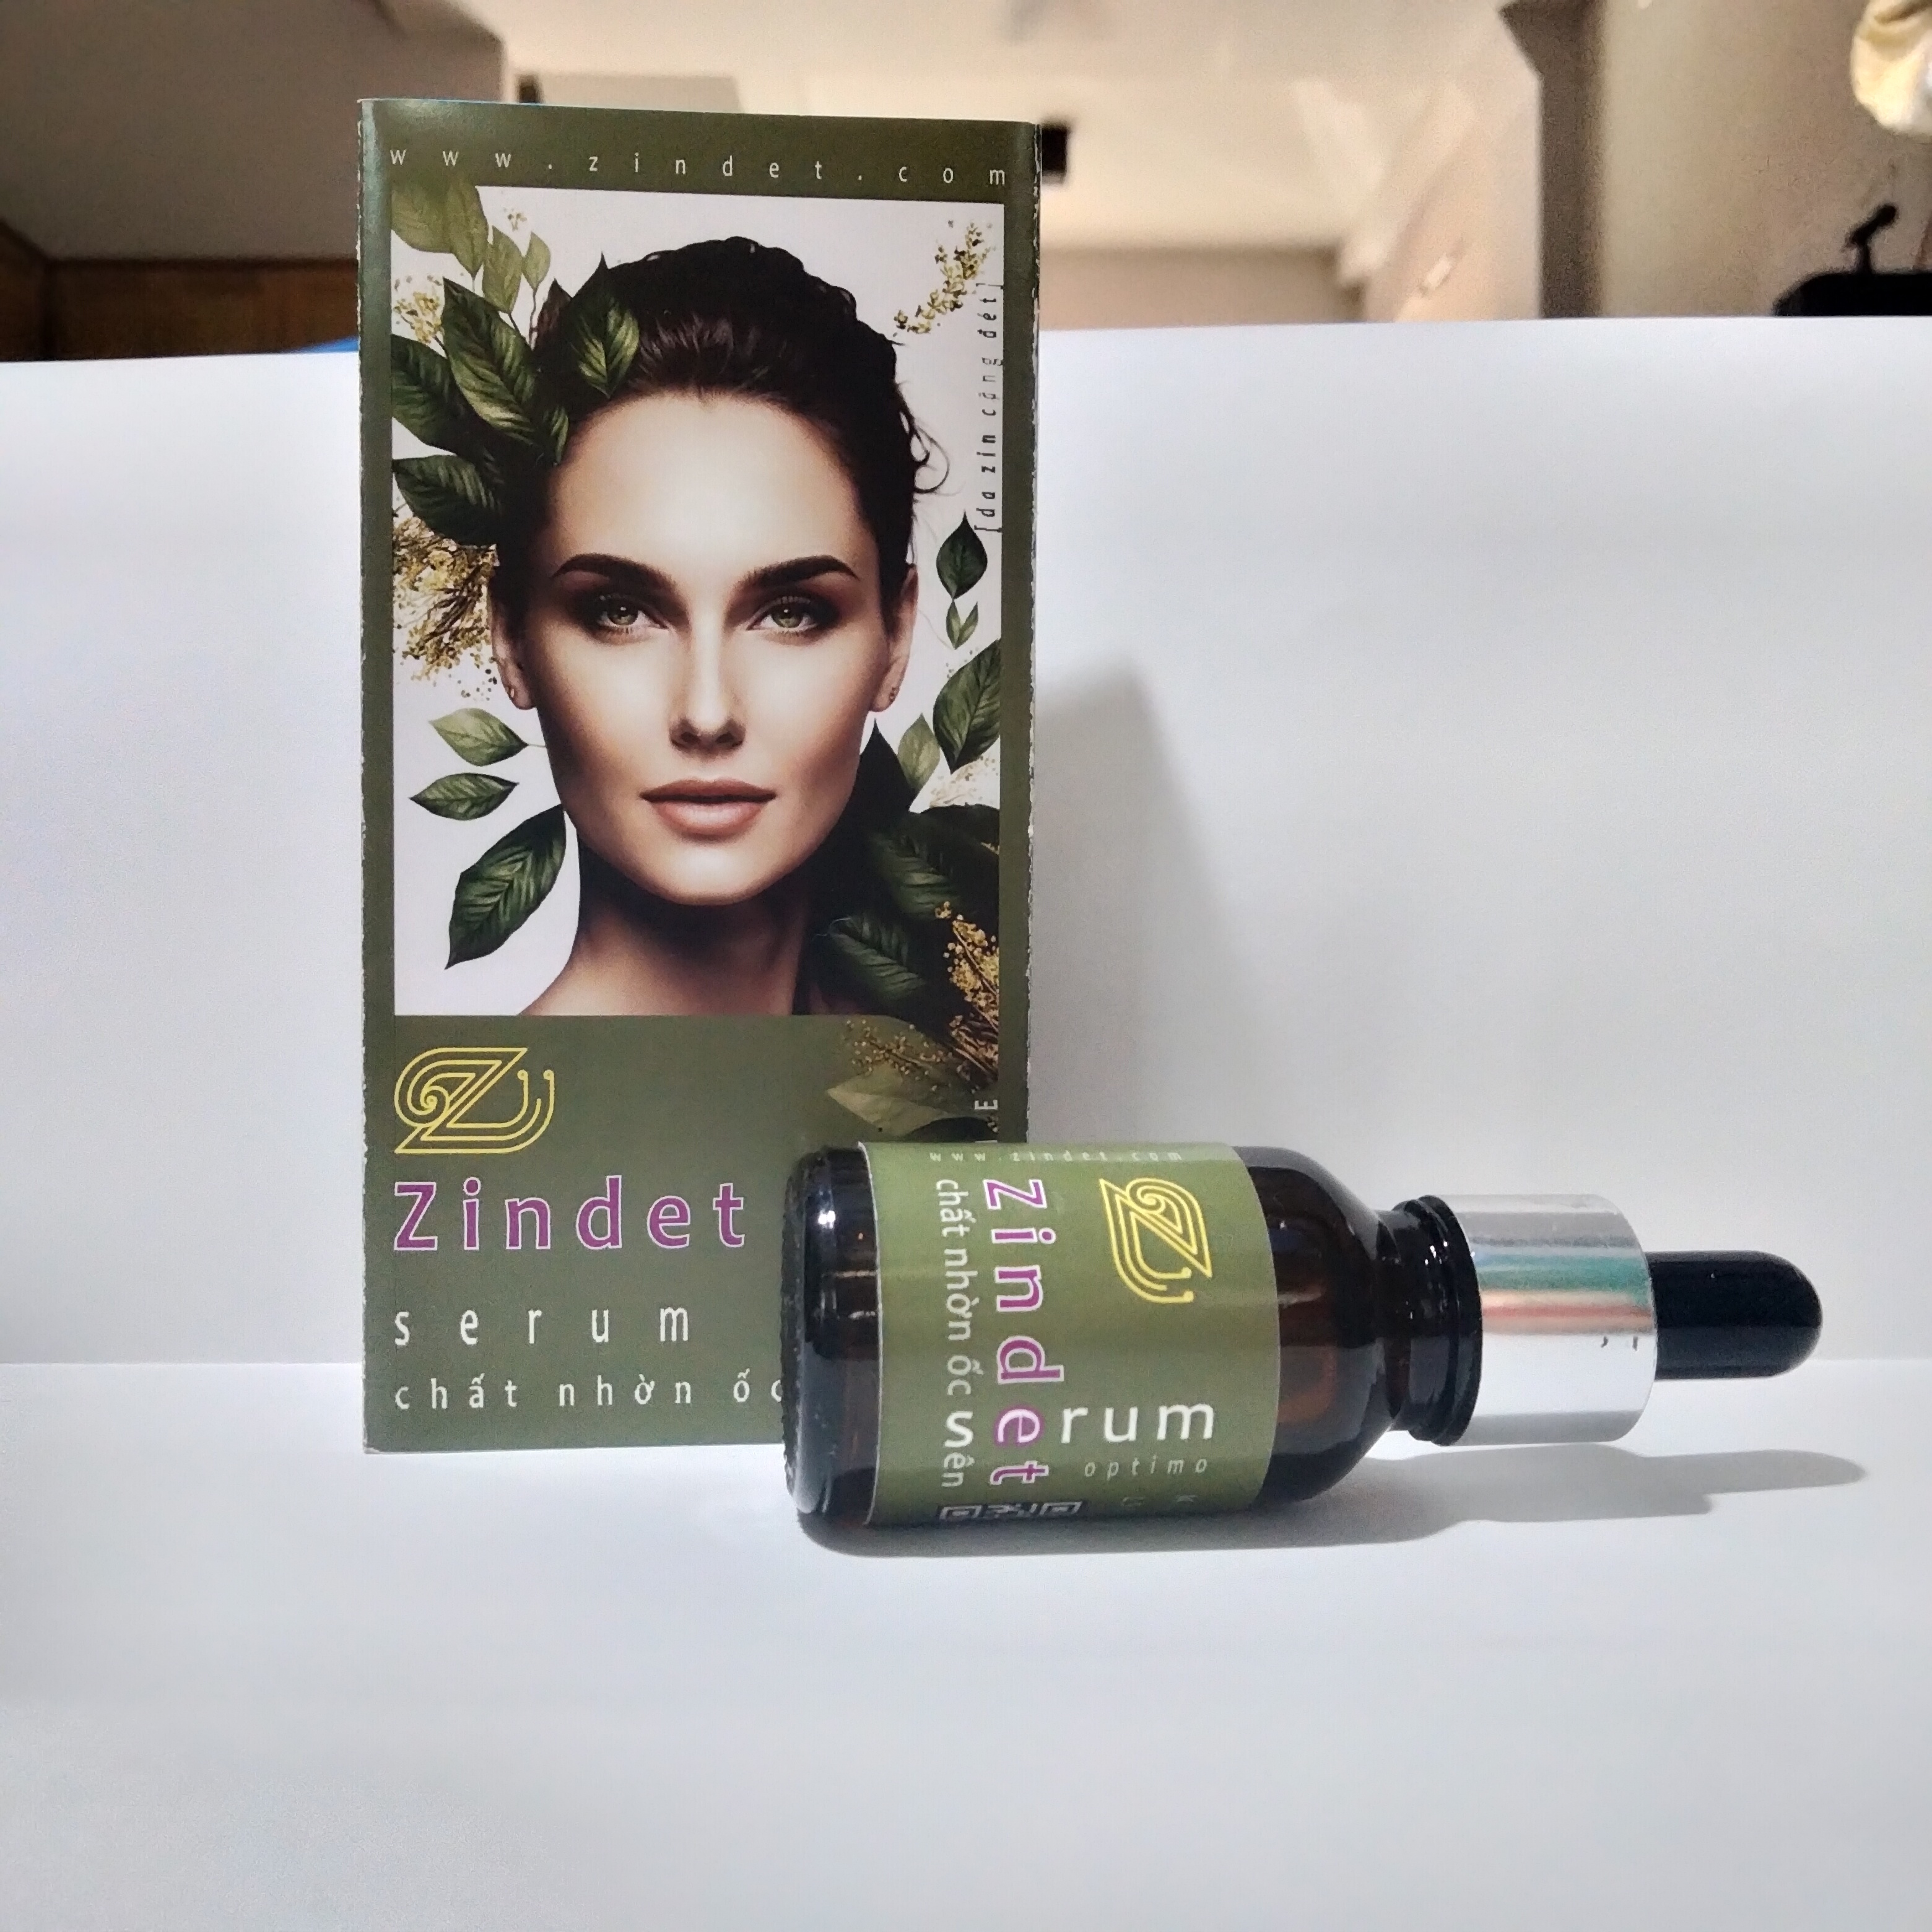 www.zindet.com
[da zin căng đét]
Zindet
serum
chất nhờn ốc
www.zindet.com
Zindet
chất nhờn ốc sên
serum
optimo